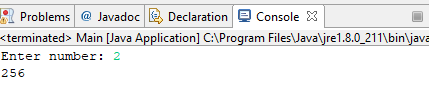 Problems @ Javadoc Declaration Console
<terminated> Main [Java Application] C:\Program Files\Java\jre1.8.0_211\bin\java
Enter number: 2
256